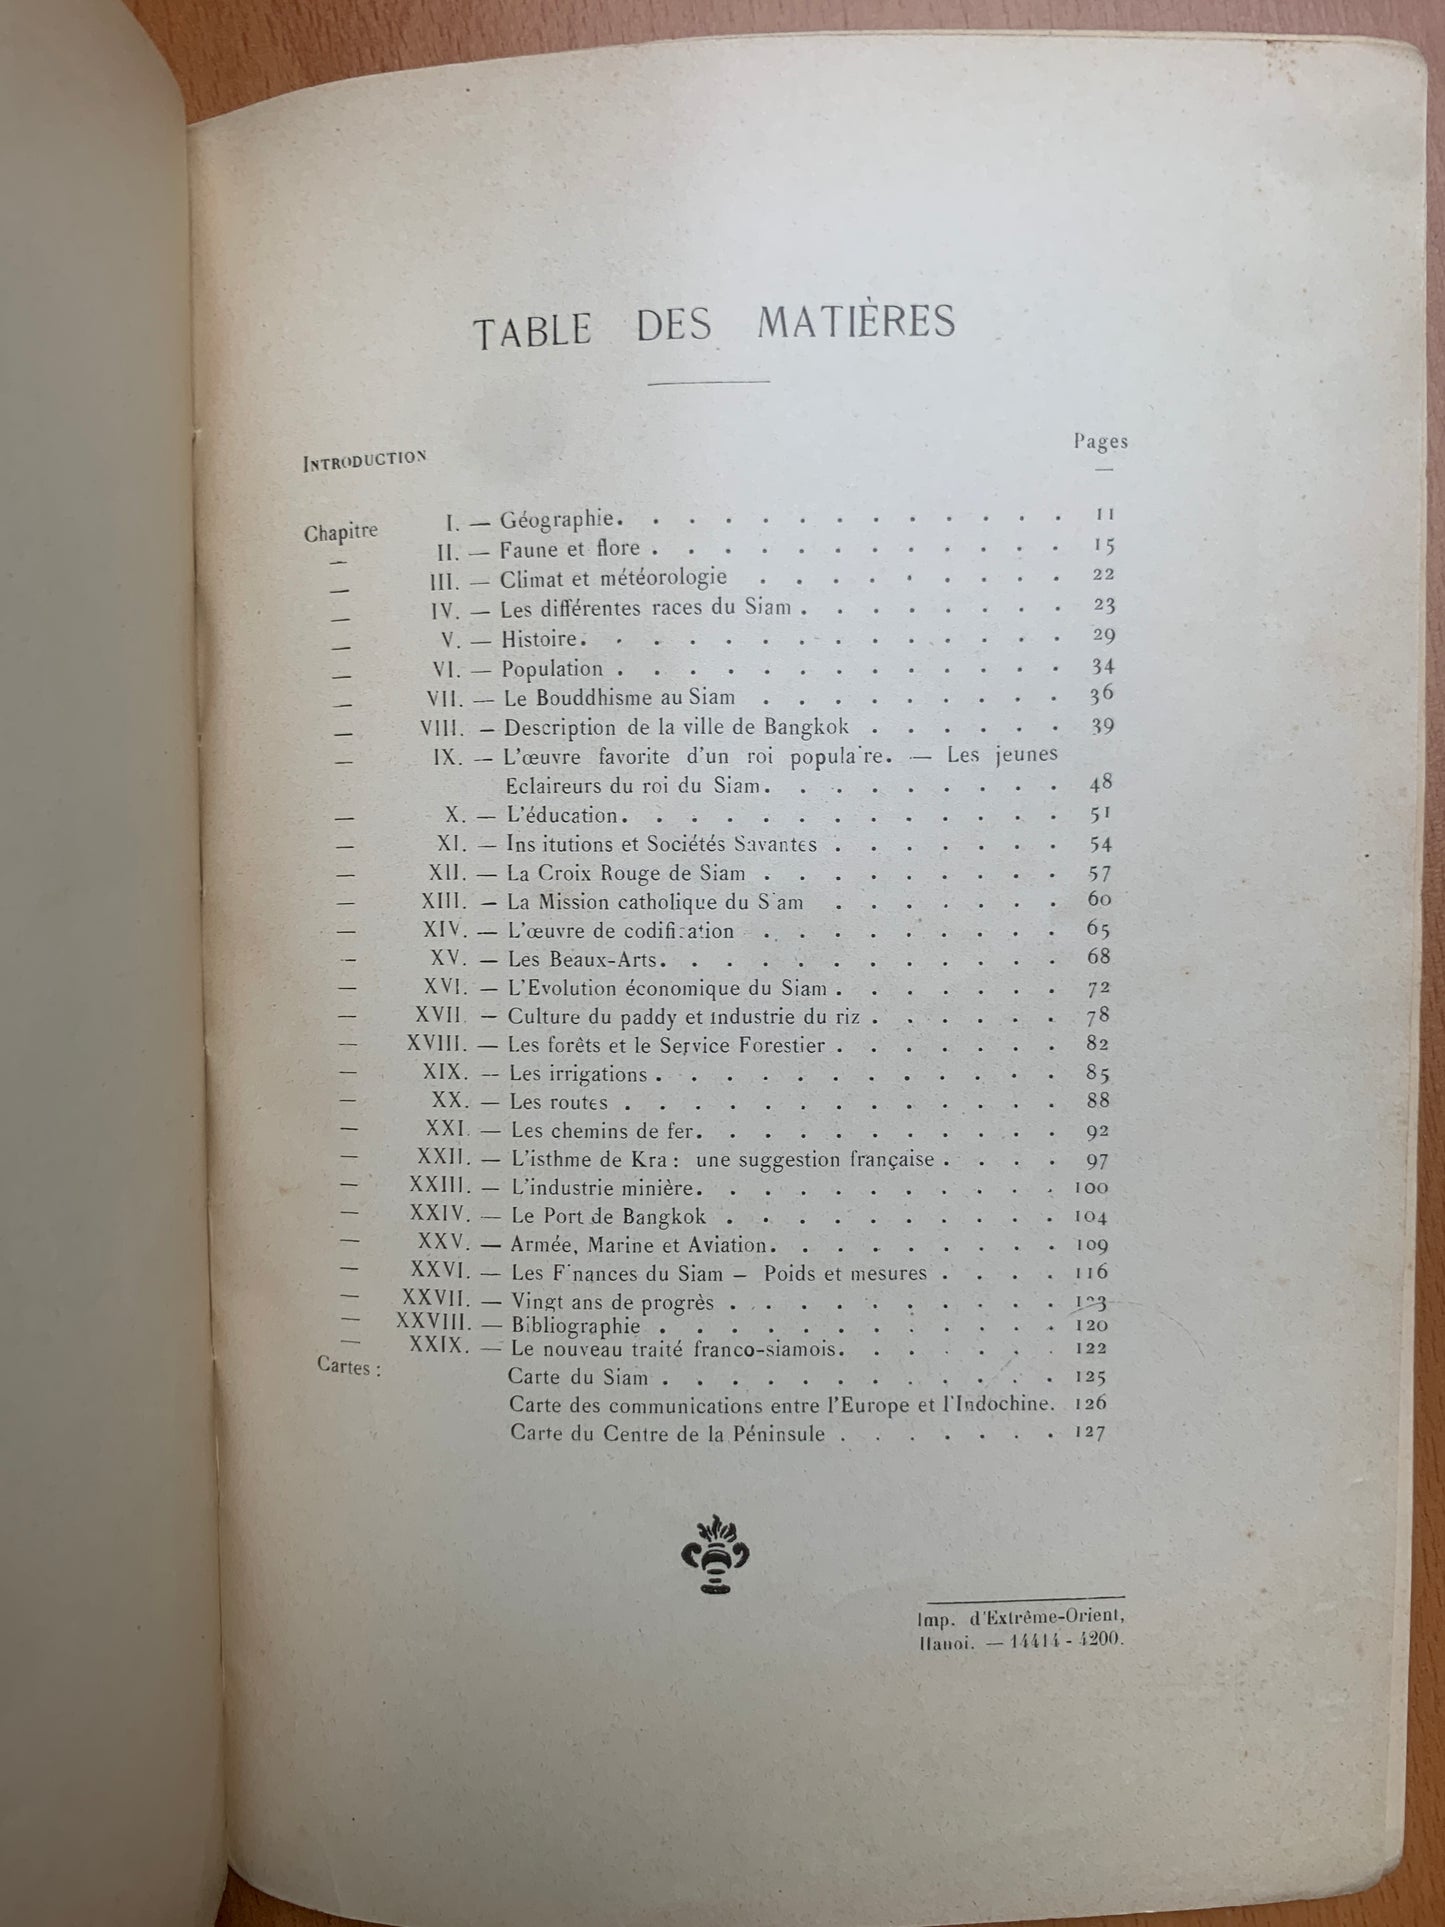 TABLE DES MATIÈRES
Pages
INTRODUCTION
Chapitre I. — Géographie. . . . . . . . . . . . . 11
— II. — Faune et flore . . . . . . . . . . . . 15
— III. — Climat et météorologie . . . . . . . . . 22
— IV. — Les différentes races du Siam . . . . . . . . 23
— V. — Histoire. . . . . . . . . . . . . . 29
— VI. — Population . . . . . . . . . . . . . 34
— VII. — Le Bouddhisme au Siam . . . . . . . . . 36
— VIII. — Description de la ville de Bangkok . . . . . . 39
— IX. — L'œuvre favorite d'un roi popula re. — Les jeunes
Eclaireurs du roi du Siam. . . . . . . . . 48
— X. — L'éducation. . . . . . . . . . . . . 51
— XI. — Ins itutions et Sociétés Savantes . . . . . . . 54
— XII. — La Croix Rouge de Siam . . . . . . . . . 57
— XIII. — La Mission catholique du S am . . . . . . . 60
— XIV. — L'œuvre de codification . . . . . . . . . 65
— XV. — Les Beaux-Arts. . . . . . . . . . . . 68
— XVI. — L'Evolution économique du Siam . . . . . . . 72
— XVII. — Culture du paddy et industrie du riz . . . . . . 78
— XVIII. — Les forêts et le Service Forestier . . . . . . . 82
— XIX. — Les irrigations . . . . . . . . . . . . 85
— XX. — Les routes . . . . . . . . . . . . . 88
— XXI. — Les chemins de fer. . . . . . . . . . . 92
— XXII. — L'isthme de Kra : une suggestion française . . . . 97
— XXIII. — L'industrie minière. . . . . . . . . . . 100
— XXIV. — Le Port de Bangkok . . . . . . . . . . 104
— XXV. — Armée, Marine et Aviation. . . . . . . . . 109
— XXVI. — Les F nances du Siam — Poids et mesures . . . . 116
— XXVII. — Vingt ans de progrès . . . . . . . . . .
— XXVIII. — Bibliographie . . . . . . . . . . . . 120
— XXIX. — Le nouveau traité franco-siamois. . . . . . . 122
Cartes :
Carte du Siam . . . . . . . . . . . . 125
Carte des communications entre l'Europe et l'Indochine. 126
Carte du Centre de la Péninsule . . . . . . . 127
Imp. d'Extrême-Orient,
Hanoi. — 14414 - 4200.